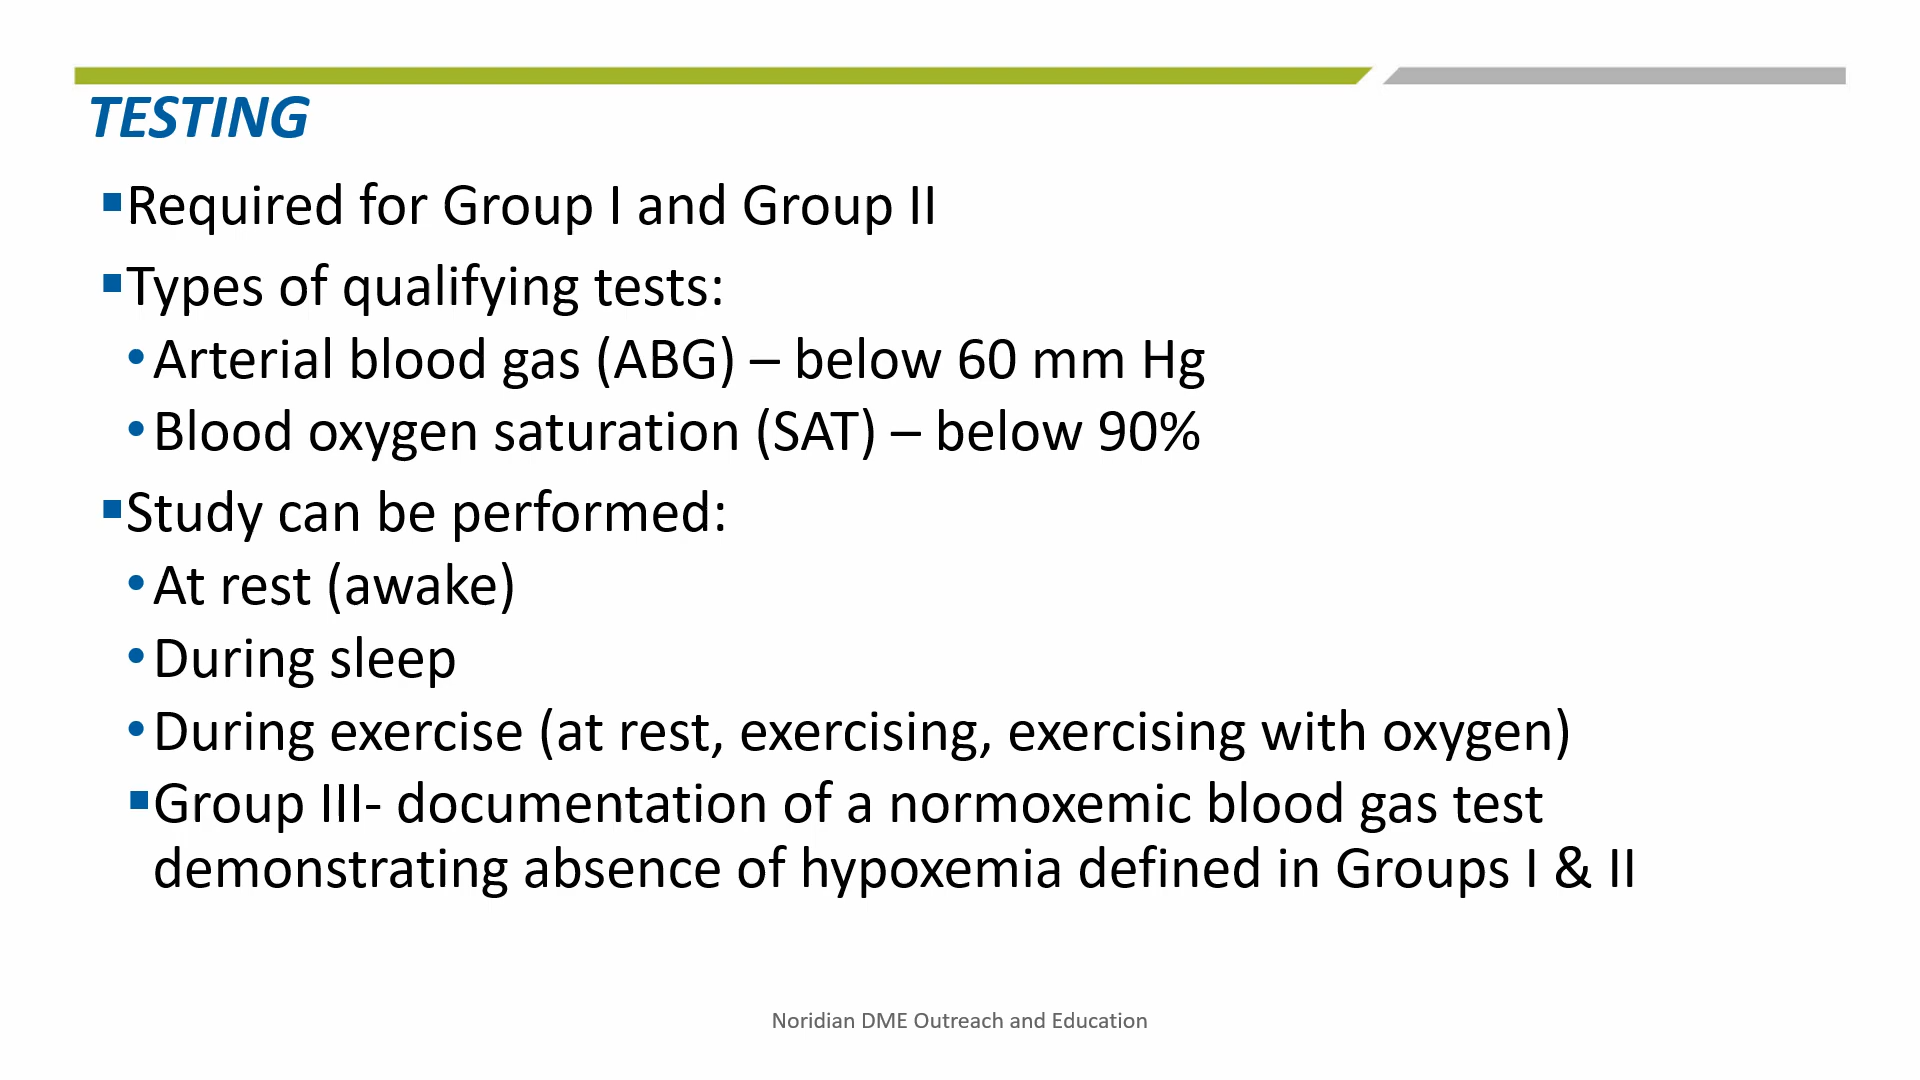 TESTING
▪Required for Group I and Group II
▪Types of qualifying tests:
•Arterial blood gas (ABG) – below 60 mm Hg
•Blood oxygen saturation (SAT) – below 90%
▪Study can be performed:
•At rest (awake)
•During sleep
•During exercise (at rest, exercising, exercising with oxygen)
▪Group III- documentation of a normoxemic blood gas test
demonstrating absence of hypoxemia defined in Groups I & II
Noridian DME Outreach and Education